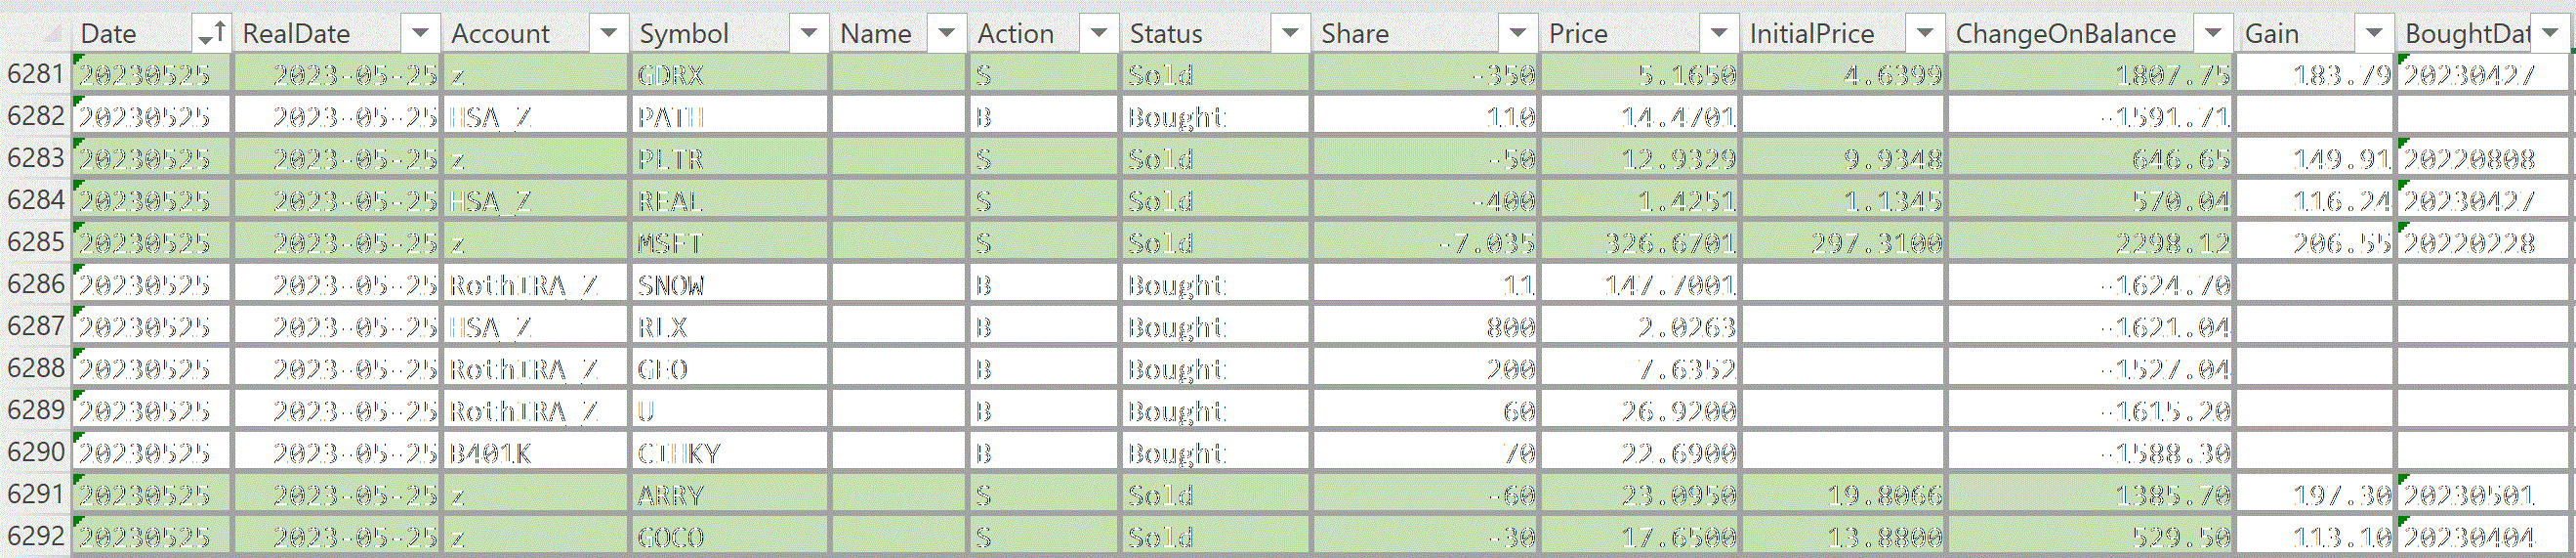 Date RealDate Account Symbol Name Action Status Share Price InitialPrice ChangeOnBalance Gain BoughtDat
6281 20230525 2023-05-25 z GDRX S Sold -350 5.1650 4.6399 1807.75 183.79 20230427
6282 20230525 2023-05-25 HSA_Z PATH B Bought 110 14.4701 -1591.71
6283 20230525 2023-05-25 z PLTR S Sold -50 12.9329 9.9348 646.65 149.91 20220808
6284 20230525 2023-05-25 HSA_Z REAL S Sold -400 1.4251 1.1345 570.04 116.24 20230427
6285 20230525 2023-05-25 z MSFT S Sold -7.035 326.6701 297.3100 2298.12 206.55 20220228
6286 20230525 2023-05-25 RothIRA_Z SNOW B Bought 11 147.7001 -1624.70
6287 20230525 2023-05-25 HSA_Z RLX B Bought 800 2.0263 -1621.04
6288 20230525 2023-05-25 RothIRA_Z GEO B Bought 200 7.6352 -1527.04
6289 20230525 2023-05-25 RothIRA_Z U B Bought 60 26.9200 -1615.20
6290 20230525 2023-05-25 B401K CIHKY B Bought 70 22.6900 -1588.30
6291 20230525 2023-05-25 z ARRY S Sold -60 23.0950 19.8066 1385.70 197.30 20230501
6292 20230525 2023-05-25 z GOCO S Sold -30 17.6500 13.8800 529.50 113.10 20230404